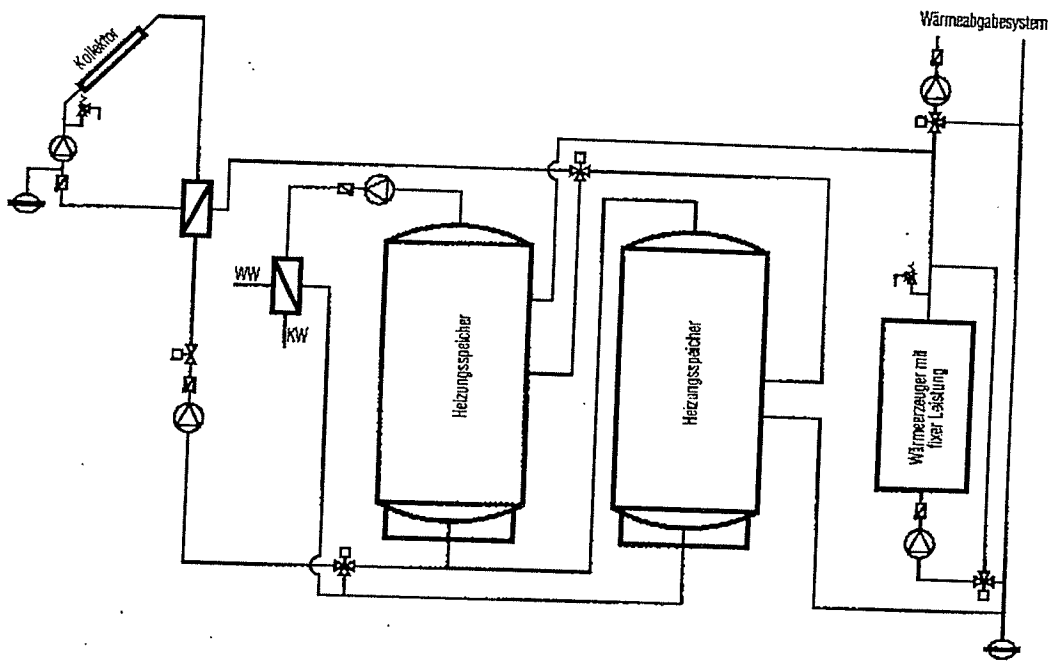 Wärmeabgabesystem
Kollektor
WW
KW
Heizungsspeicher
Heizungsspeicher
Wärmeerzeuger mit
fixer Leistung